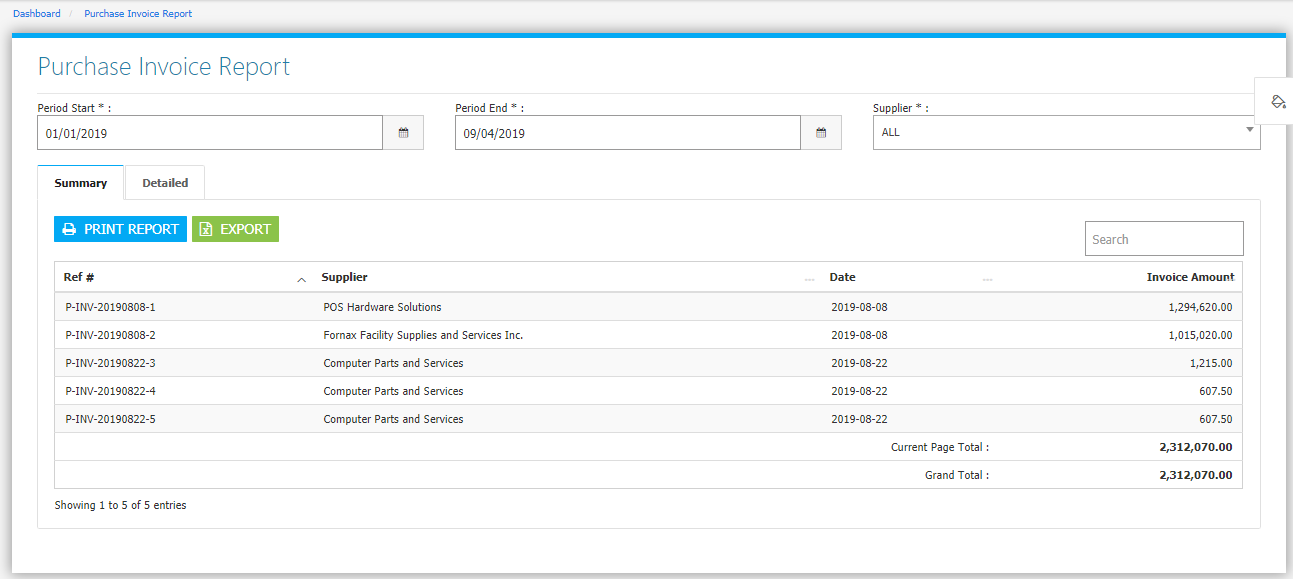 Dashboard / Purchase Invoice Report
Purchase Invoice Report
Period Start * : Period End * : Supplier * :
01/01/2019 09/04/2019 ALL
Summary Detailed
PRINT REPORT EXPORT
Search
Ref # Supplier Date Invoice Amount
P-INV-20190808-1 POS Hardware Solutions 2019-08-08 1,294,620.00
P-INV-20190808-2 Fornax Facility Supplies and Services Inc. 2019-08-08 1,015,020.00
P-INV-20190822-3 Computer Parts and Services 2019-08-22 1,215.00
P-INV-20190822-4 Computer Parts and Services 2019-08-22 607.50
P-INV-20190822-5 Computer Parts and Services 2019-08-22 607.50
Current Page Total : 2,312,070.00
Grand Total : 2,312,070.00
Showing 1 to 5 of 5 entries